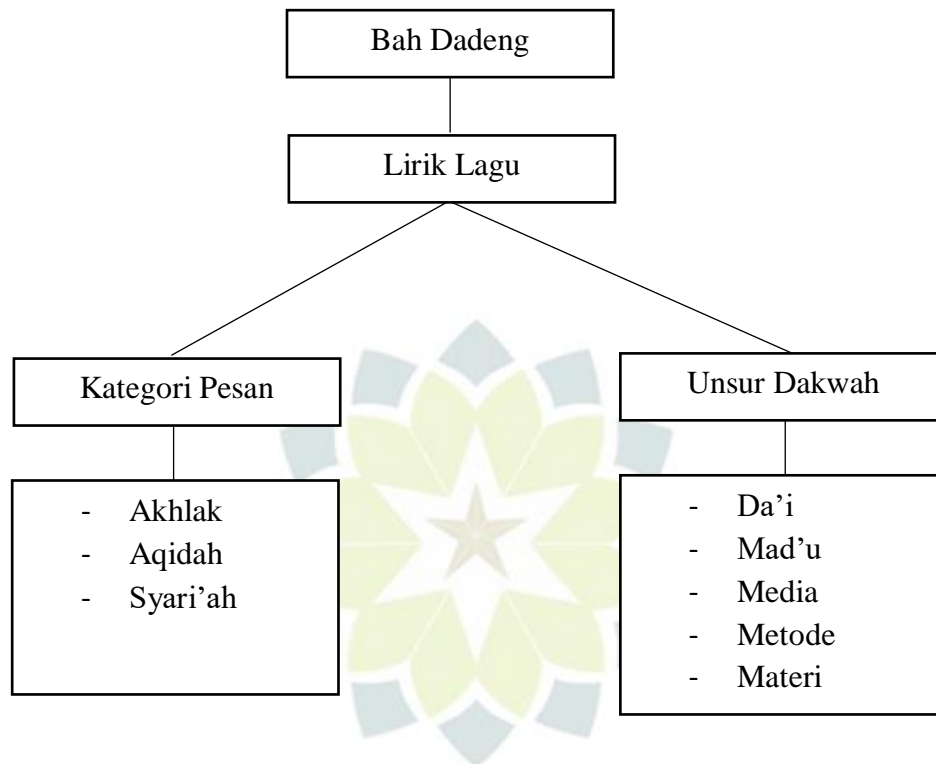 Bah Dadeng
Lirik Lagu
Kategori Pesan
- Akhlak
- Aqidah
- Syari’ah
Unsur Dakwah
- Da’i
- Mad’u
- Media
- Metode
- Materi